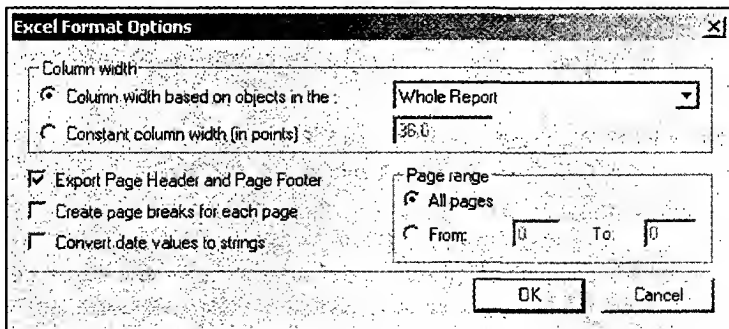 Excel Format Options
Column width
Column width based on objects in the :
Whole Report
Constant column width (in points) :
36.0
Export Page Header and Page Footer
Create page breaks for each page
Convert date values to strings
Page range
All pages
From: 0 To: 0
OK Cancel